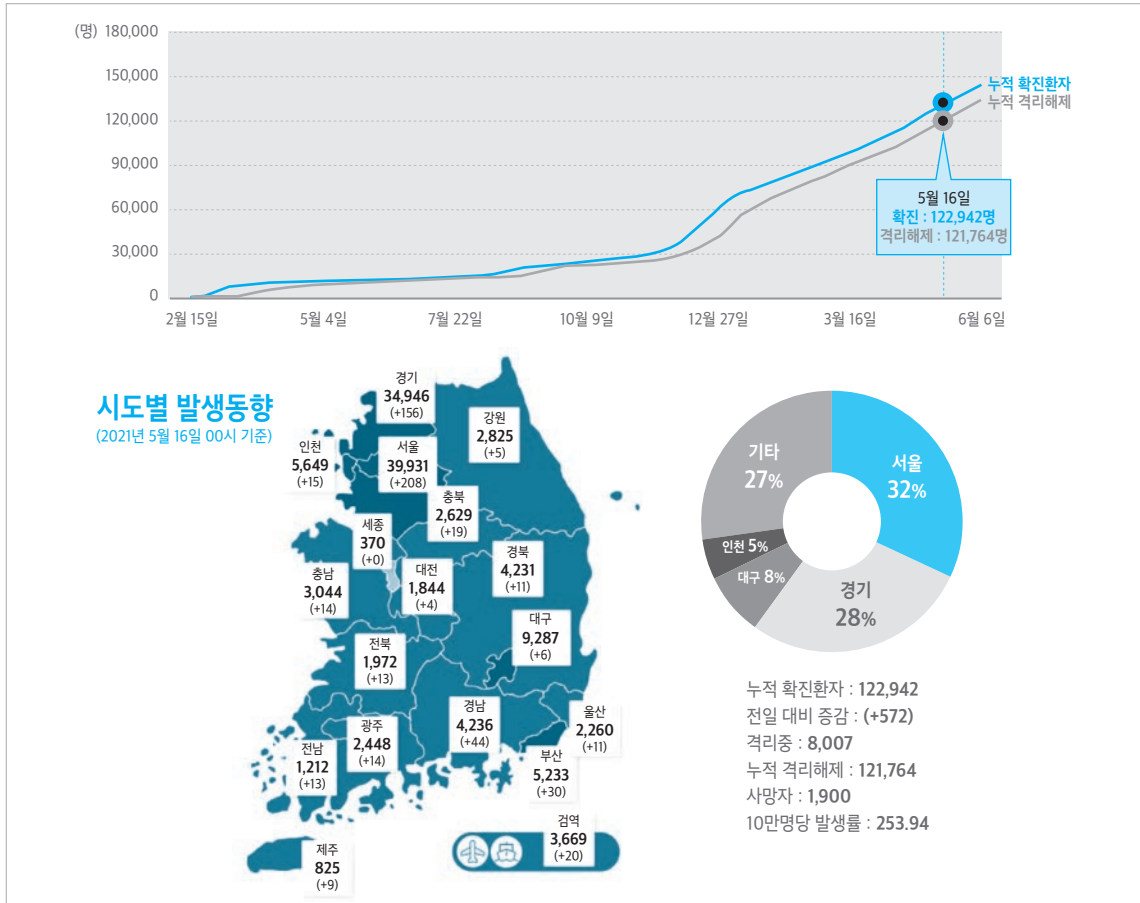 (명) 180,000
150,000
120,000
90,000
60,000
30,000
0
2월 15일 5월 4일 7월 22일 10월 9일 12월 27일 3월 16일 6월 6일
누적 확진환자
누적 격리해제
5월 16일
확진 : 122,942명
격리해제 : 121,764명
시도별 발생동향
(2021년 5월 16일 00시 기준)
경기
34,946
(+156)
강원
2,825
(+5)
인천
5,649
(+15)
서울
39,931
(+208)
충북
2,629
(+19)
세종
370
(+0)
경북
4,231
(+11)
충남
3,044
(+14)
대전
1,844
(+4)
대구
9,287
(+6)
전북
1,972
(+13)
경남
4,236
(+44)
울산
2,260
(+11)
광주
2,448
(+14)
전남
1,212
(+13)
부산
5,233
(+30)
검역
3,669
(+20)
제주
825
(+9)
기타
27%
서울
32%
인천 5%
대구 8%
경기
28%
누적 확진환자 : 122,942
전일 대비 증감 : (+572)
격리중 : 8,007
누적 격리해제 : 121,764
사망자 : 1,900
10만명당 발생률 : 253.94